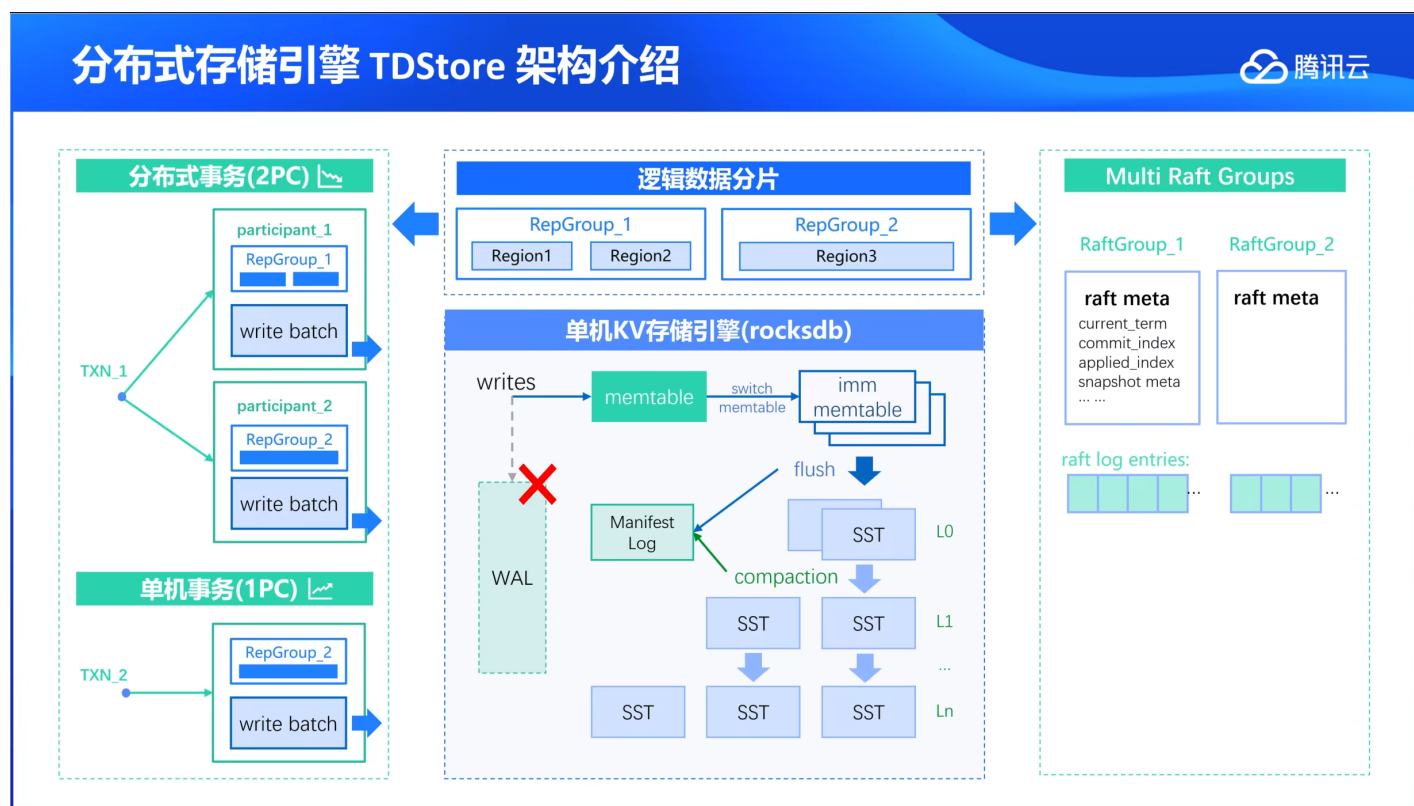 分布式存储引擎 TDStore 架构介绍
腾讯云
分布式事务(2PC)
participant_1
RepGroup_1
write batch
TXN_1
participant_2
RepGroup_2
write batch
单机事务(1PC)
RepGroup_2
TXN_2
write batch
逻辑数据分片
RepGroup_1
Region1
Region2
RepGroup_2
Region3
单机KV存储引擎(rocksdb)
writes
memtable
switch
memtable
imm
memtable
flush
WAL
Manifest
Log
SST
L0
compaction
SST
SST
L1
...
SST
SST
SST
Ln
Multi Raft Groups
RaftGroup_1
RaftGroup_2
raft meta
current_term
commit_index
applied_index
snapshot meta
... ...
raft meta
raft log entries:
...
...